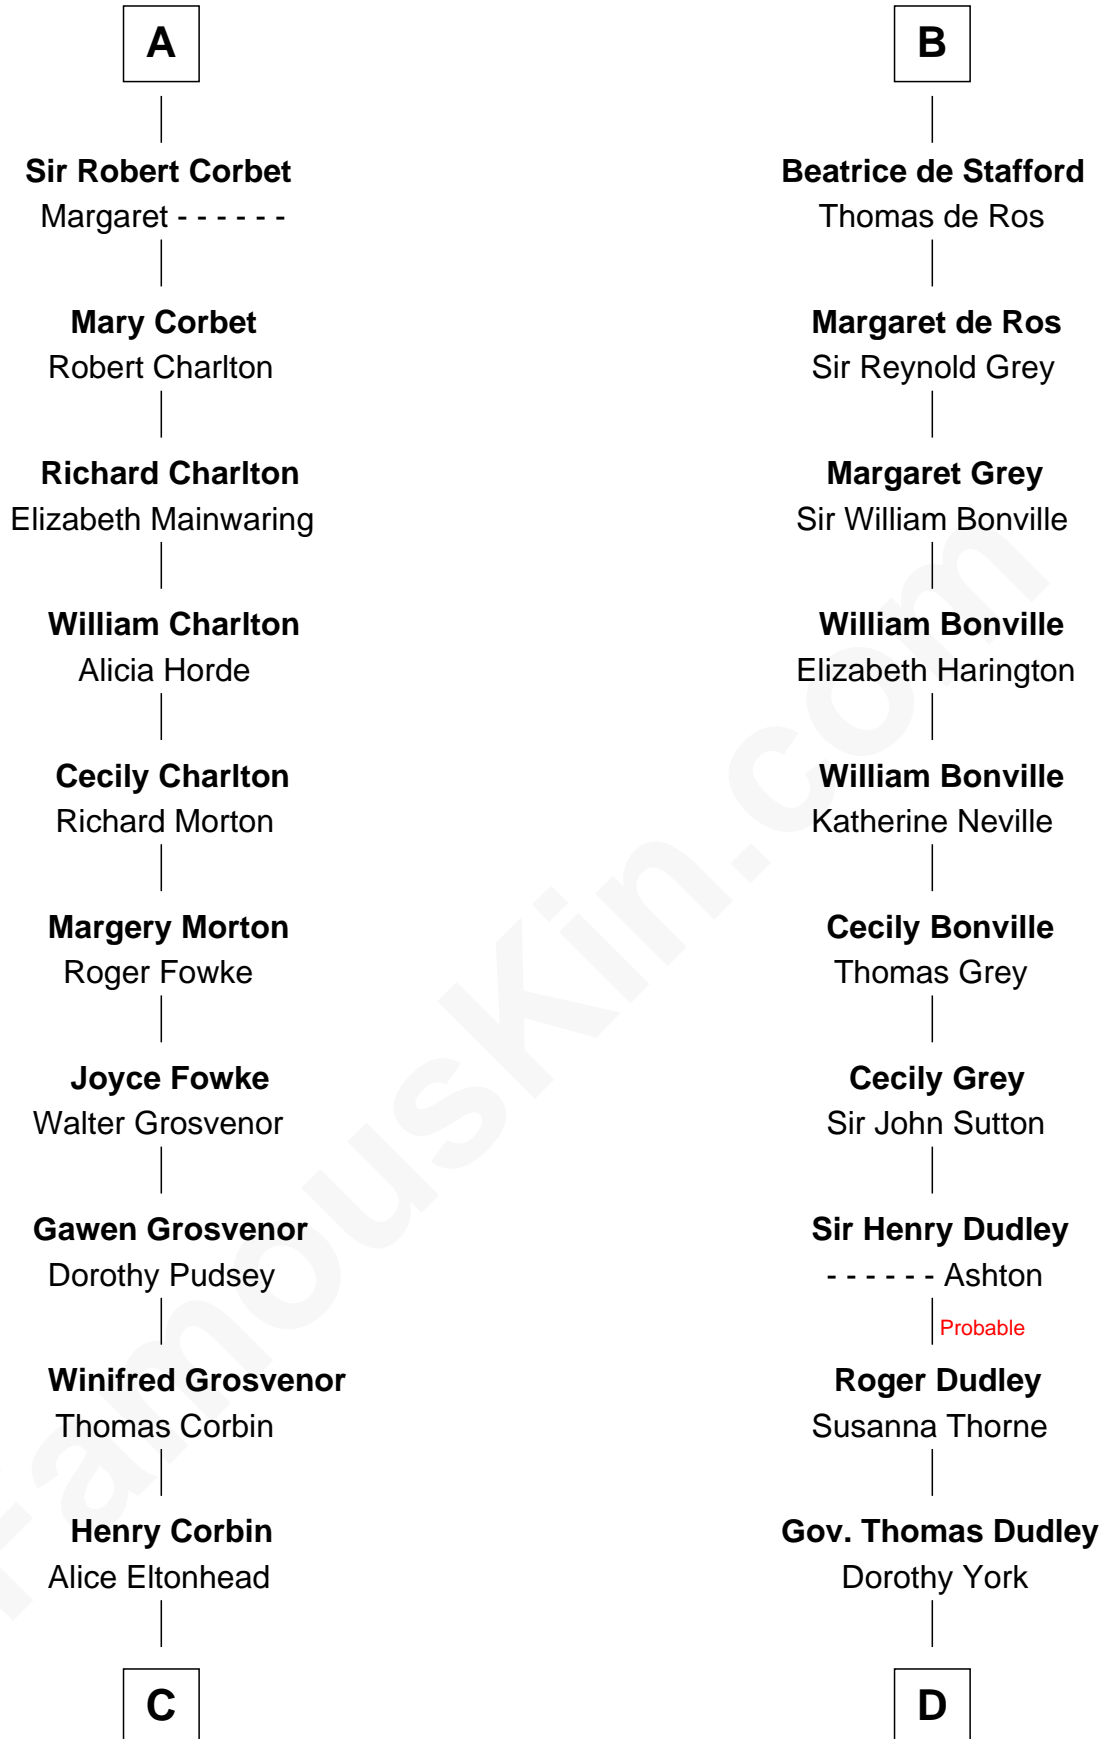 A
Sir Robert Corbet
Margaret - - - - - -
Mary Corbet
Robert Charlton
Richard Charlton
Elizabeth Mainwaring
William Charlton
Alicia Horde
Cecily Charlton
Richard Morton
Margery Morton
Roger Fowke
Joyce Fowke
Walter Grosvenor
Gawen Grosvenor
Dorothy Pudsey
Winifred Grosvenor
Thomas Corbin
Henry Corbin
Alice Eltonhead
C
B
Beatrice de Stafford
Thomas de Ros
Margaret de Ros
Sir Reynold Grey
Margaret Grey
Sir William Bonville
William Bonville
Elizabeth Harington
William Bonville
Katherine Neville
Cecily Bonville
Thomas Grey
Cecily Grey
Sir John Sutton
Sir Henry Dudley
- - - - - - Ashton
Probable
Roger Dudley
Susanna Thorne
Gov. Thomas Dudley
Dorothy York
D
FamousKin.com